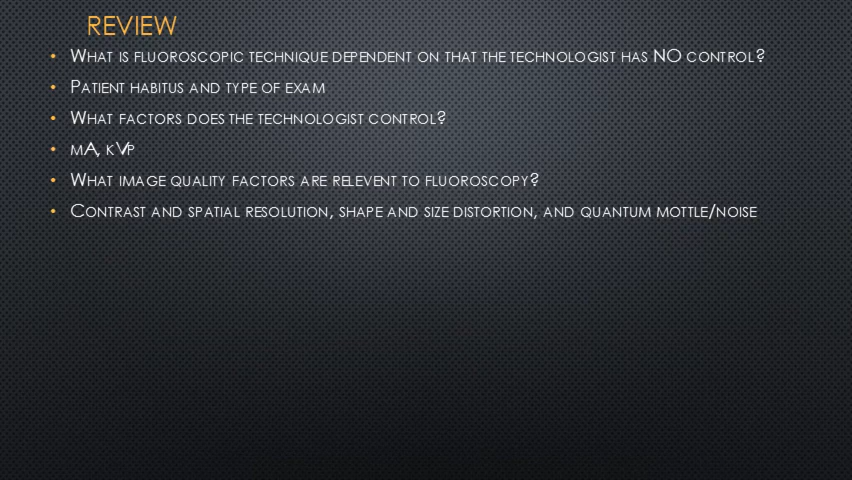 REVIEW
• WHAT IS FLUOROSCOPIC TECHNIQUE DEPENDENT ON THAT THE TECHNOLOGIST HAS NO CONTROL?
• PATIENT HABITUS AND TYPE OF EXAM
• WHAT FACTORS DOES THE TECHNOLOGIST CONTROL?
• MA, KVP
• WHAT IMAGE QUALITY FACTORS ARE RELEVENT TO FLUOROSCOPY?
• CONTRAST AND SPATIAL RESOLUTION, SHAPE AND SIZE DISTORTION, AND QUANTUM MOTTLE/NOISE